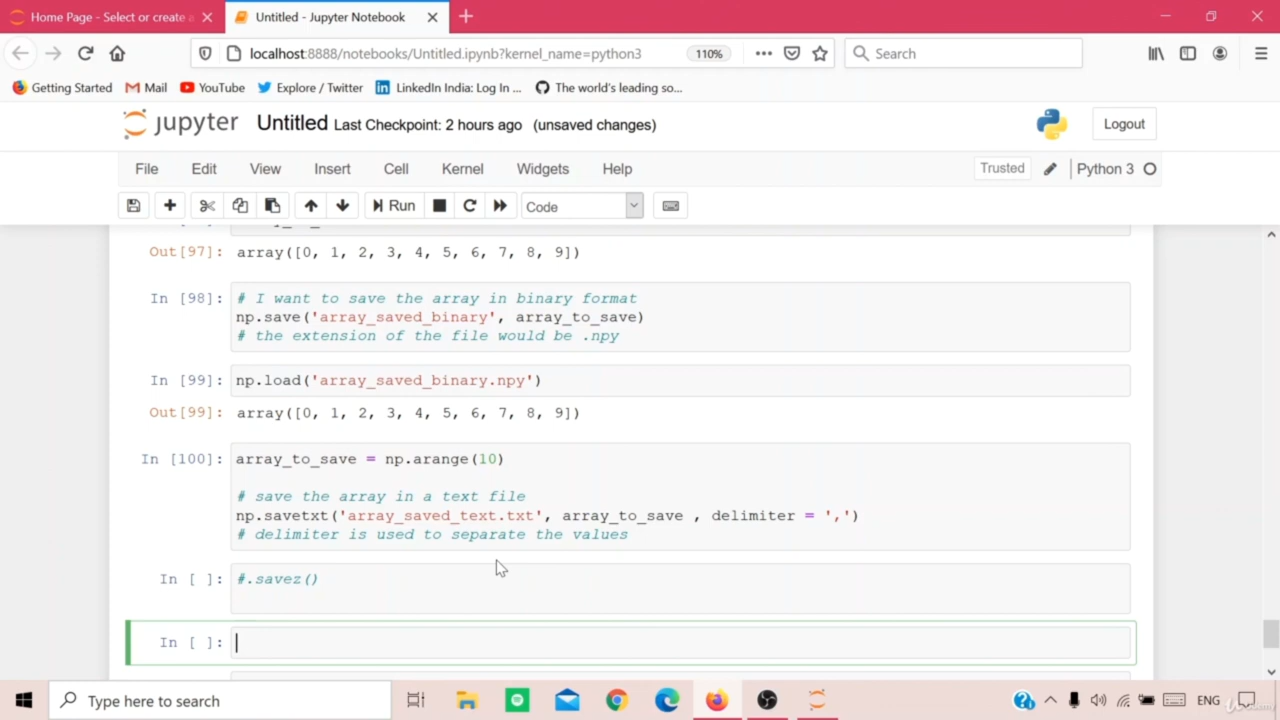 Home Page - Select or create a
Untitled - Jupyter Notebook
localhost:8888/notebooks/Untitled.ipynb?kernel_name=python3
110%
Search
Getting Started
Mail
YouTube
Explore / Twitter
LinkedIn India: Log In ...
The world's leading so...
jupyter
Untitled Last Checkpoint: 2 hours ago (unsaved changes)
Logout
File Edit View Insert Cell Kernel Widgets Help
Trusted
Python 3
Run
Code
Out[97]: array([0, 1, 2, 3, 4, 5, 6, 7, 8, 9])
In [98]: # I want to save the array in binary format
np.save('array_saved_binary', array_to_save)
# the extension of the file would be .npy
In [99]: np.load('array_saved_binary.npy')
Out[99]: array([0, 1, 2, 3, 4, 5, 6, 7, 8, 9])
In [100]: array_to_save = np.arange(10)
# save the array in a text file
np.savetxt('array_saved_text.txt', array_to_save , delimiter = ',')
# delimiter is used to separate the values
In [ ]: #.savez()
In [ ]:
Type here to search
ENG
Udemy